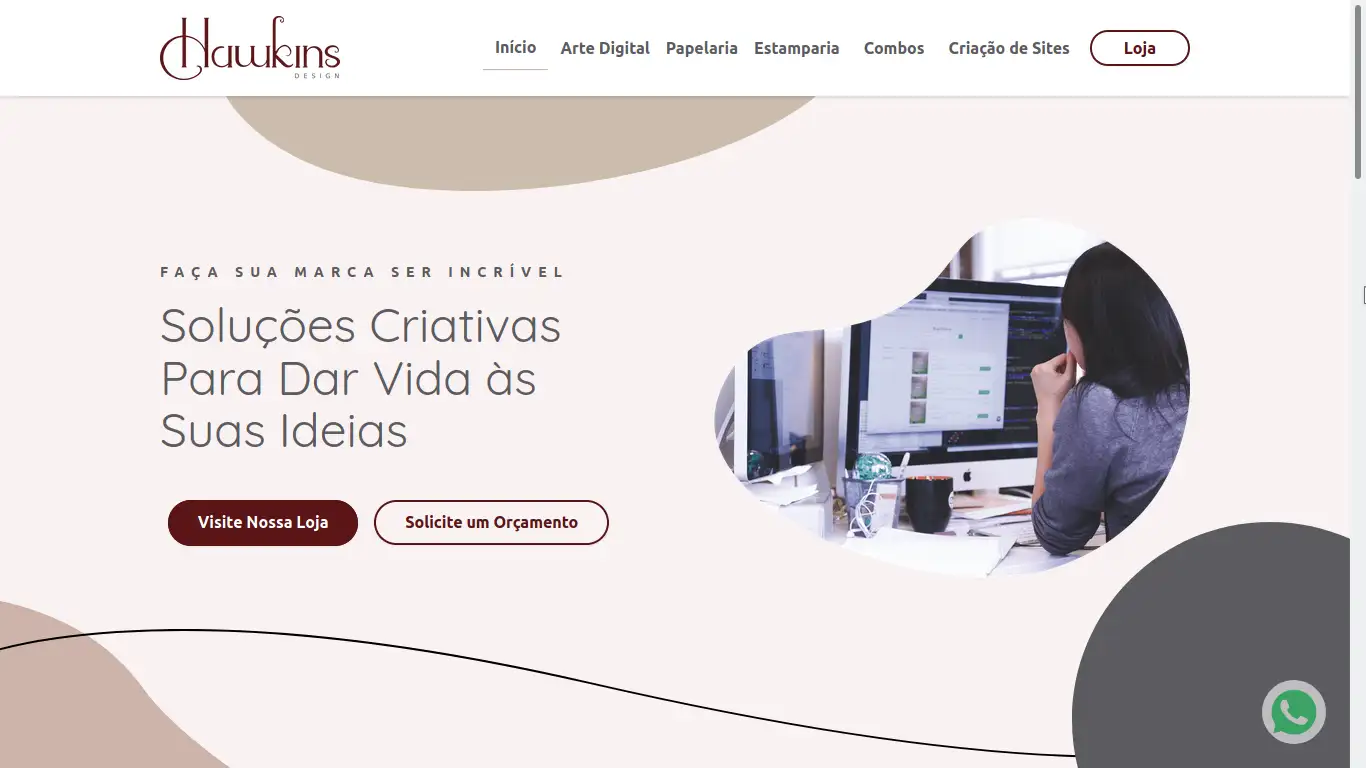 Hawkins
DESIGN
Início
Arte Digital
Papelaria
Estamparia
Combos
Criação de Sites
Loja
FAÇA SUA MARCA SER INCRÍVEL
Soluções Criativas
Para Dar Vida às
Suas Ideias
Visite Nossa Loja
Solicite um Orçamento